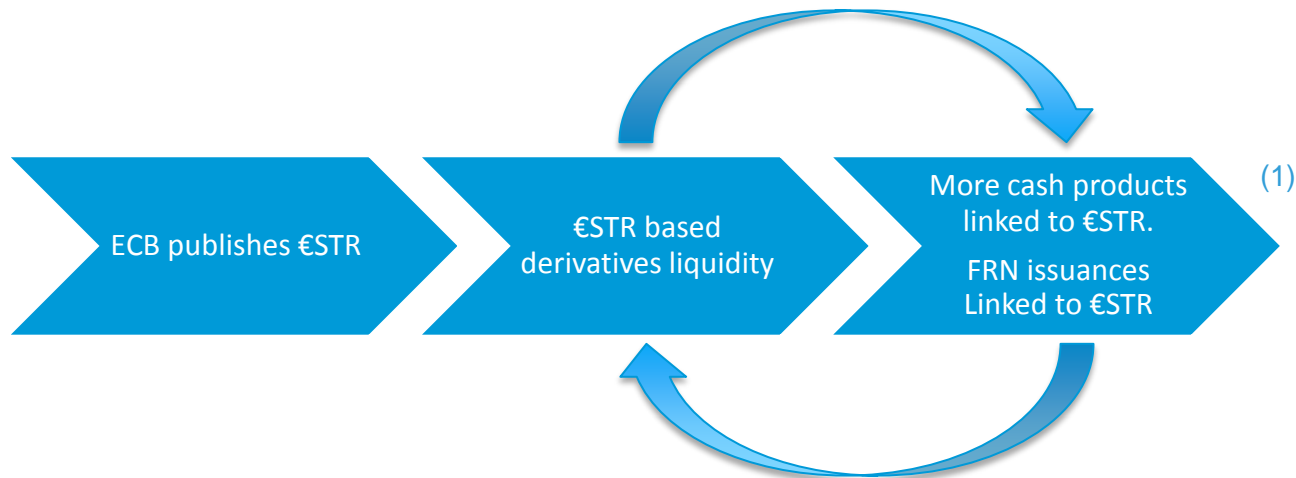 ECB publishes €STR
€STR based
derivatives liquidity
More cash products
linked to €STR.
FRN issuances
Linked to €STR
(1)